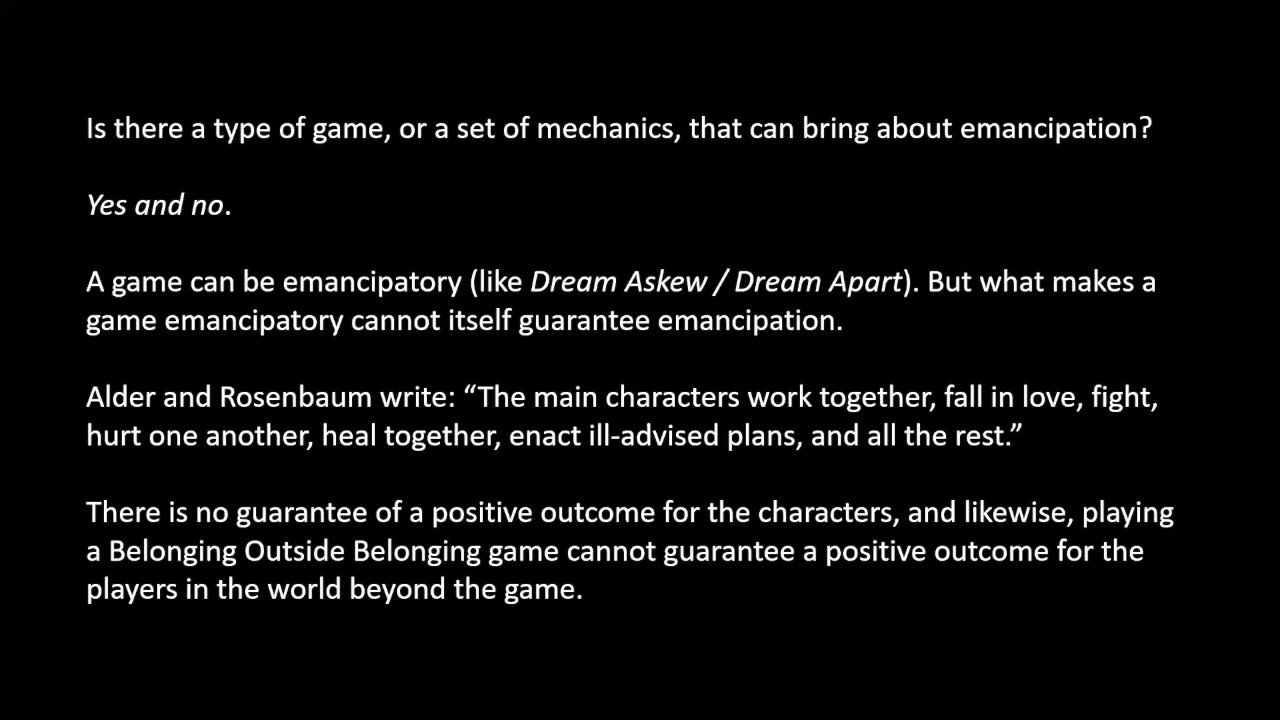 Is there a type of game, or a set of mechanics, that can bring about emancipation?
Yes and no.
A game can be emancipatory (like Dream Askew / Dream Apart). But what makes a
game emancipatory cannot itself guarantee emancipation.
Alder and Rosenbaum write: “The main characters work together, fall in love, fight,
hurt one another, heal together, enact ill-advised plans, and all the rest.”
There is no guarantee of a positive outcome for the characters, and likewise, playing
a Belonging Outside Belonging game cannot guarantee a positive outcome for the
players in the world beyond the game.